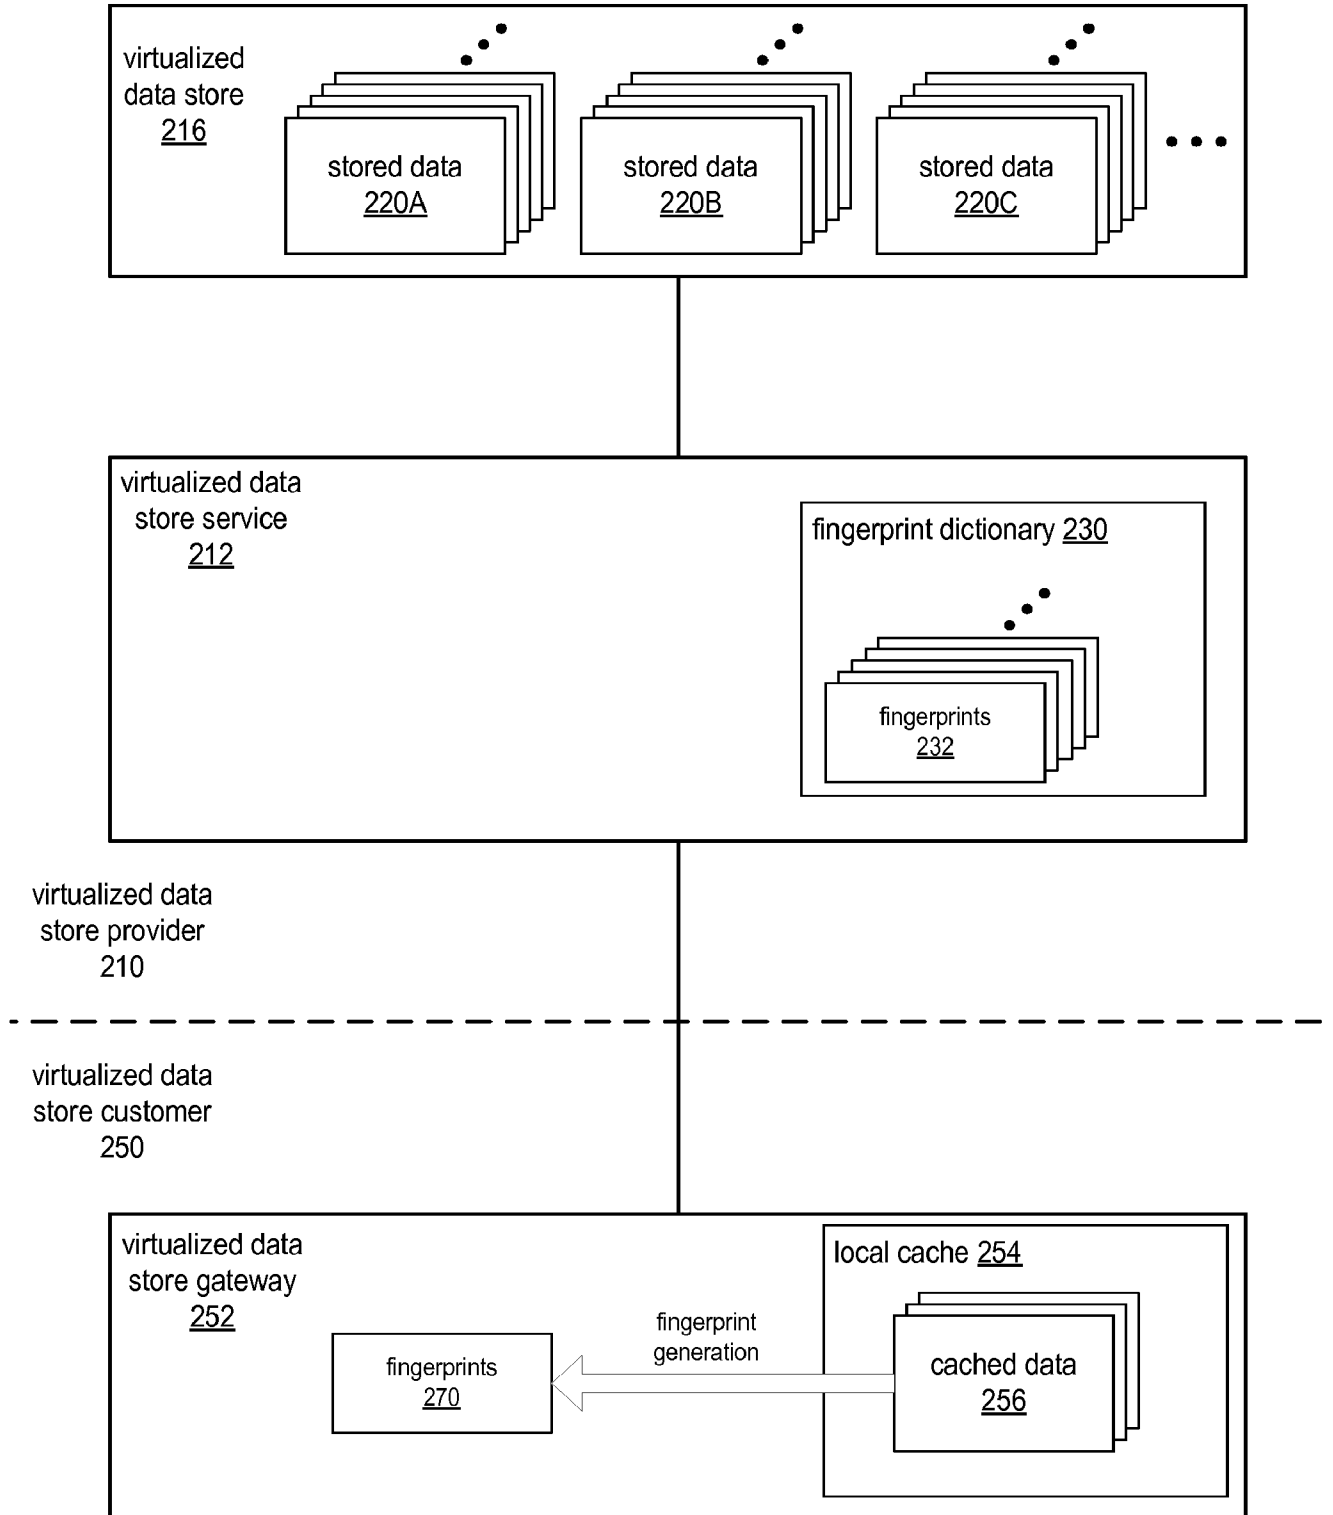 virtualized
data store
216
stored data
220A
stored data
220B
stored data
220C
virtualized data
store service
212
fingerprint dictionary 230
fingerprints
232
virtualized data
store provider
210
virtualized data
store customer
250
virtualized data
store gateway
252
local cache 254
fingerprint
generation
fingerprints
270
cached data
256